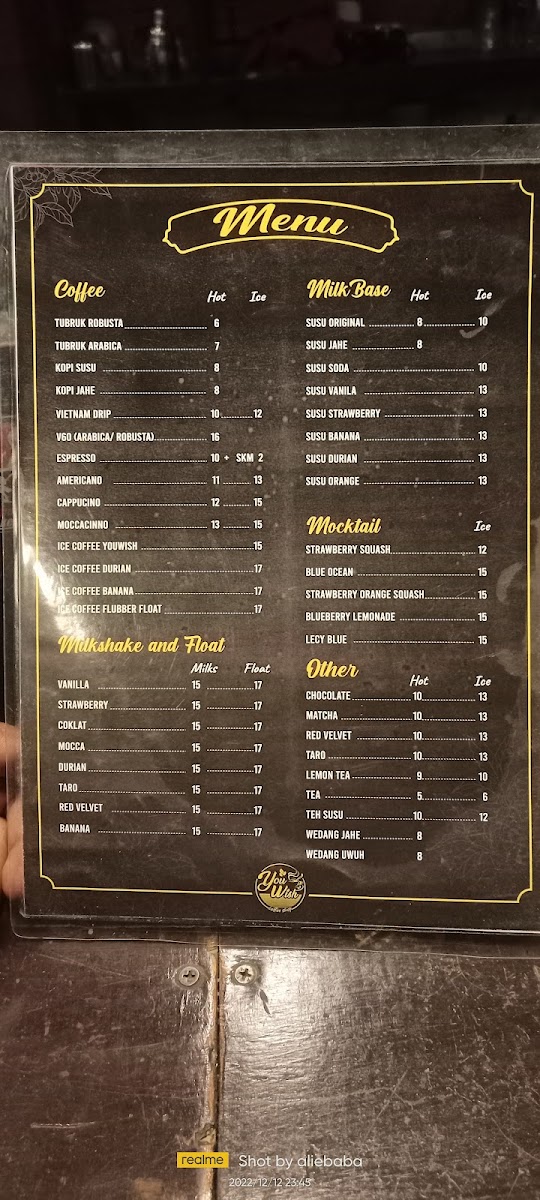 Menu
Coffee Hot Ice
TUBRUK ROBUSTA 6
TUBRUK ARABICA 7
KOPI SUSU 8
KOPI JAHE 8
VIETNAM DRIP 10 12
V60 (ARABICA/ ROBUSTA) 16
ESPRESSO 10 + SKM 2
AMERICANO 11 13
CAPPUCINO 12 15
MOCCACINNO 13 15
ICE COFFEE YOUWISH 15
ICE COFFEE DURIAN 17
ICE COFFEE BANANA 17
ICE COFFEE FLUBBER FLOAT 17
Milkshake and Float
Milks Float
VANILLA 15 17
STRAWBERRY 15 17
COKLAT 15 17
MOCCA 15 17
DURIAN 15 17
TARO 15 17
RED VELVET 15 17
BANANA 15 17
Milk Base Hot Ice
SUSU ORIGINAL 8 10
SUSU JAHE 8
SUSU SODA 10
SUSU VANILA 13
SUSU STRAWBERRY 13
SUSU BANANA 13
SUSU DURIAN 13
SUSU ORANGE 13
Mocktail Ice
STRAWBERRY SQUASH 12
BLUE OCEAN 15
STRAWBERRY ORANGE SQUASH 15
BLUEBERRY LEMONADE 15
LECY BLUE 15
Other Hot Ice
CHOCOLATE 10 13
MATCHA 10 13
RED VELVET 10 13
TARO 10 13
LEMON TEA 9 10
TEA 5 6
TEH SUSU 10 12
WEDANG JAHE 8
WEDANG UWUH 8
You
Wish
realme Shot by aliebaba
2022/12/12 23:45